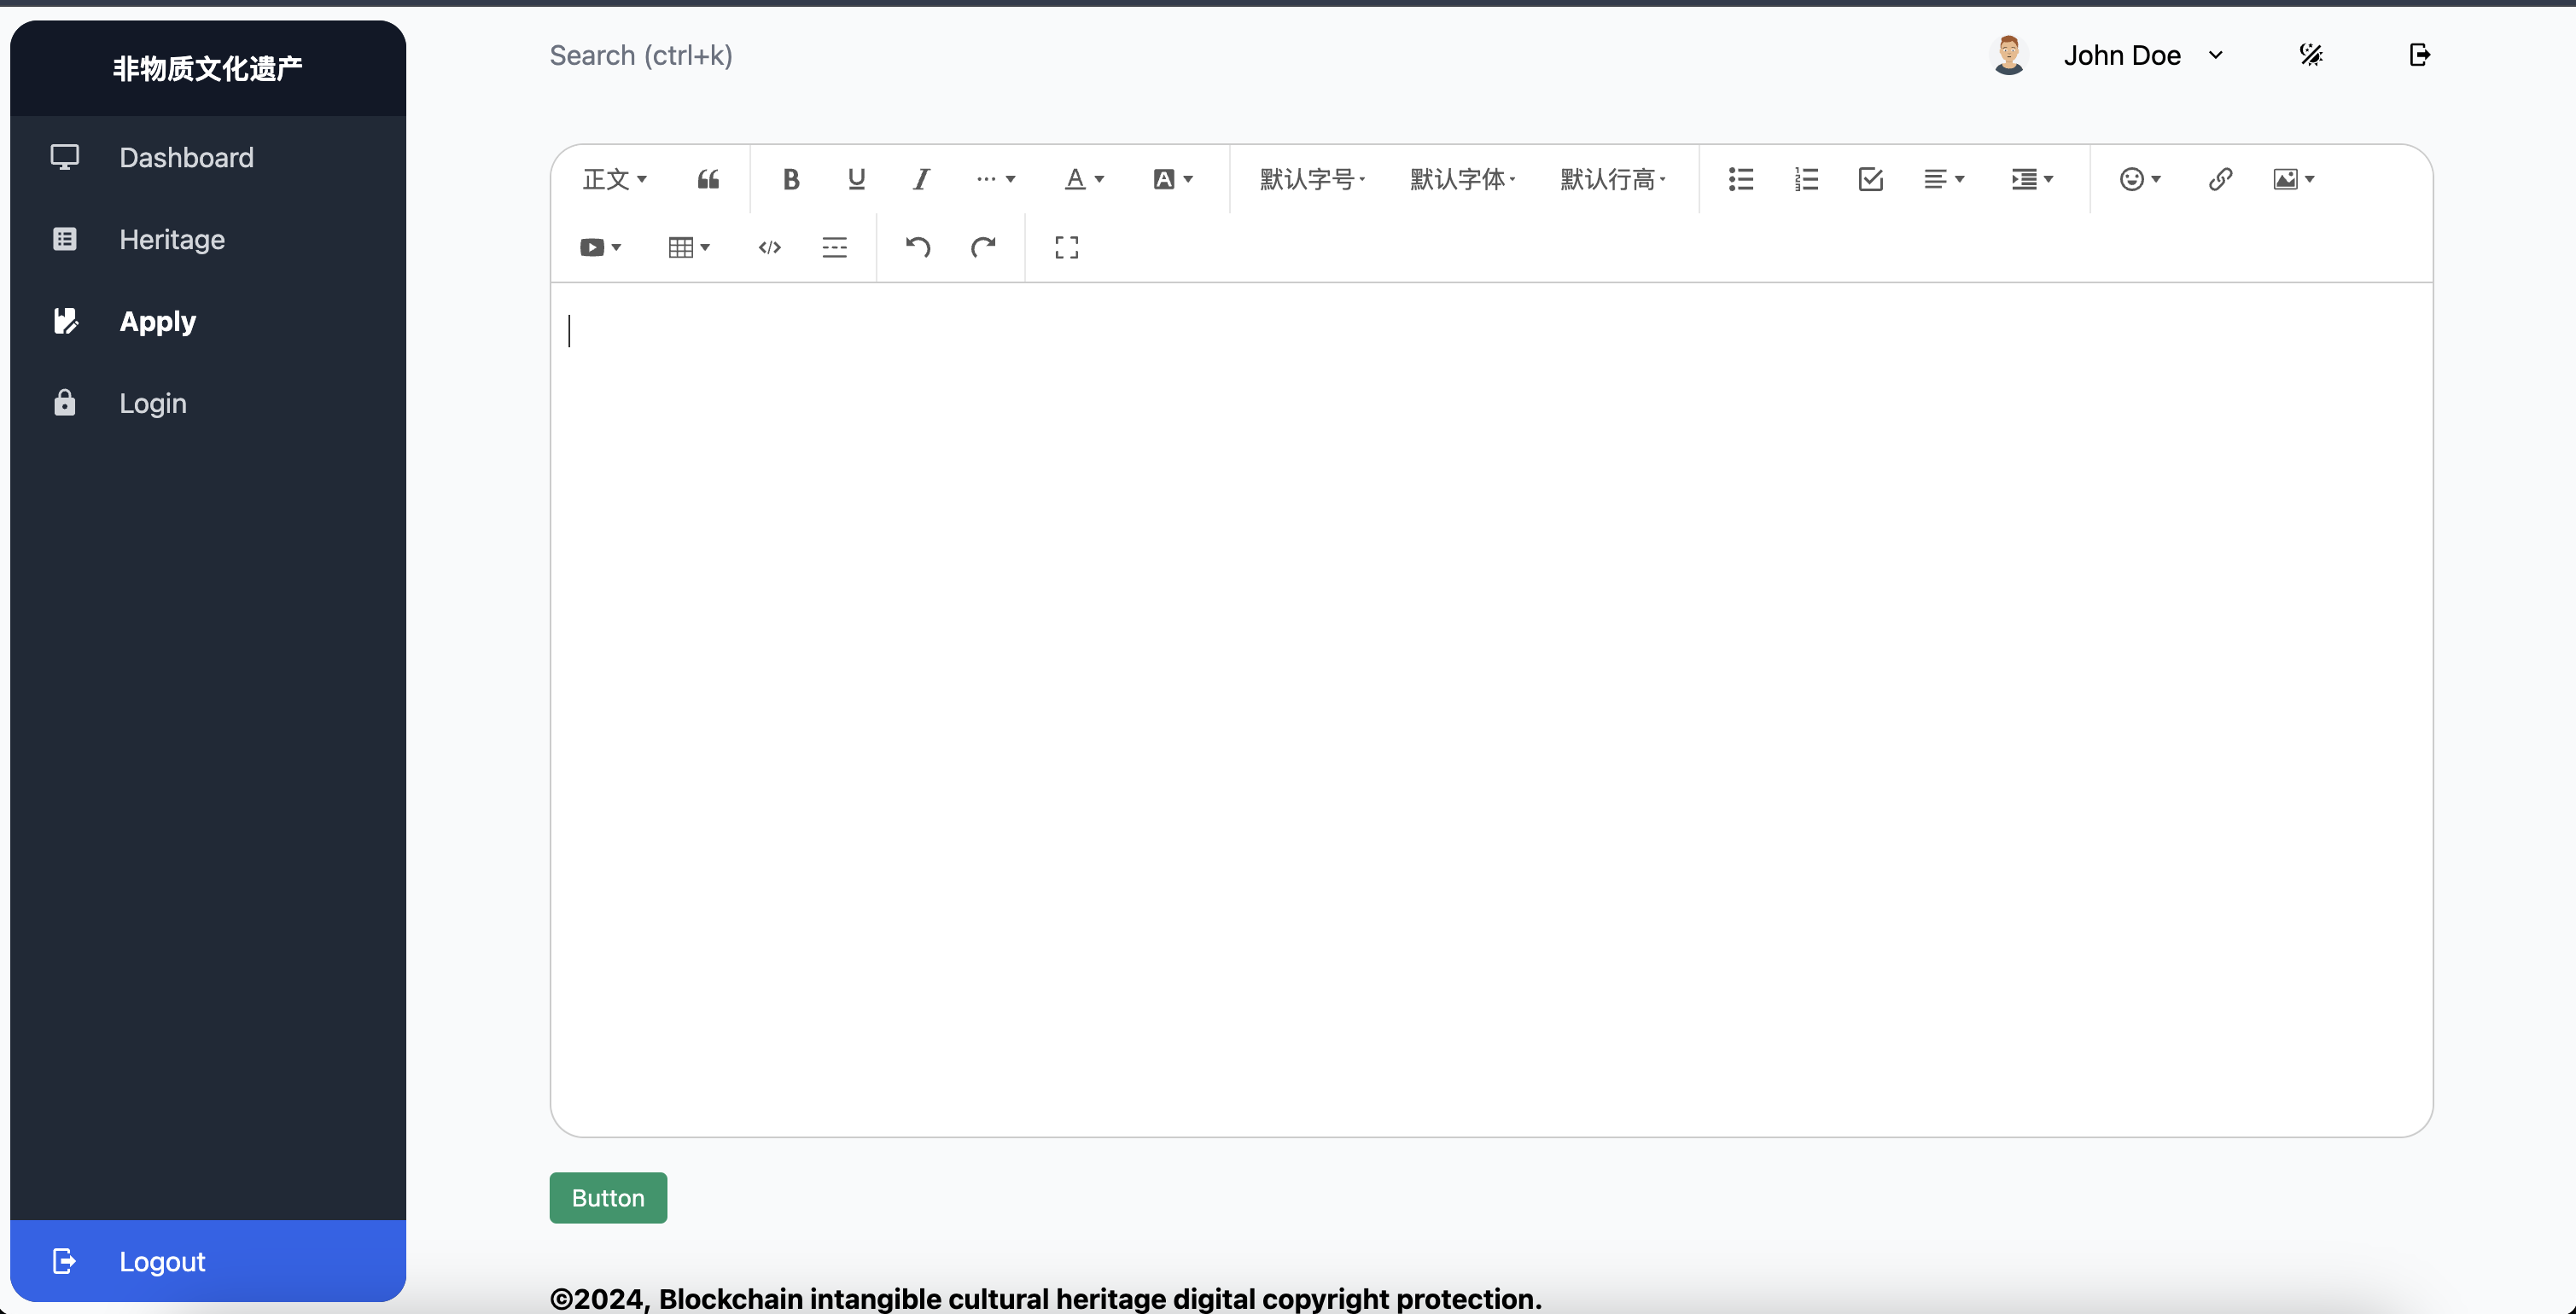 非物质文化遗产
Dashboard
Heritage
Apply
Login
Logout
Search (ctrl+k)
John Doe
正文 B U I A A 默认字号 默认字体 默认行高
Button
©2024, Blockchain intangible cultural heritage digital copyright protection.